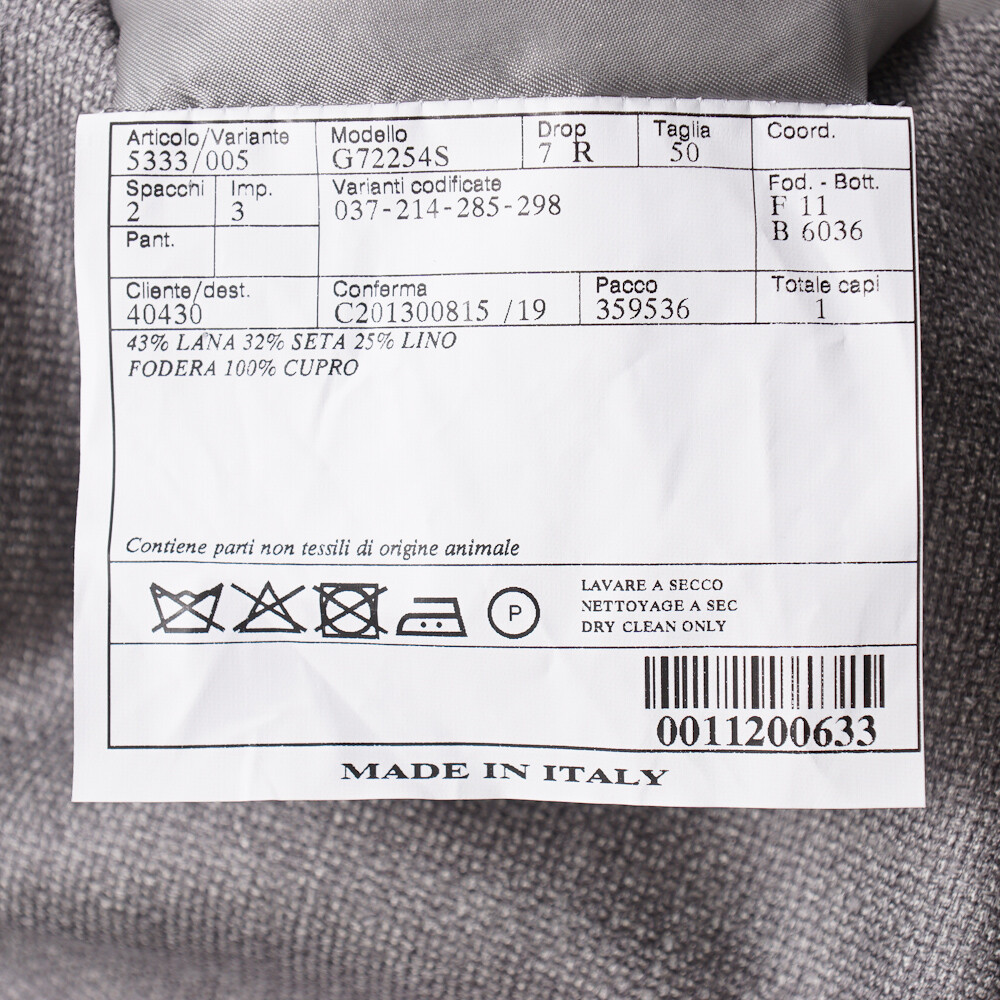 Articolo/Variante Modello Drop Taglia Coord.
5333/005 G72254S 7 R 50
Spacchi Imp. Varianti codificate Fod. - Bott.
2 3 037-214-285-298 F 11
Pant. B 6036
Cliente/dest. Conferma Pacco Totale capi
40430 C201300815 /19 359536 1
43% LANA 32% SETA 25% LINO
FODERA 100% CUPRO
Contiene parti non tessili di origine animale
P
LAVARE A SECCO
NETTOYAGE A SEC
DRY CLEAN ONLY
0011200633
MADE IN ITALY